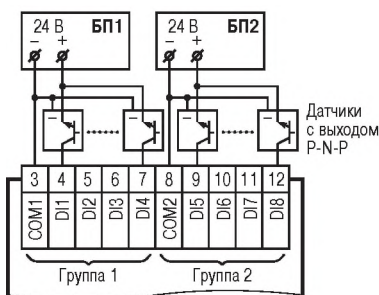 24 В БП1 24 В БП2
– + – +
Датчики
с выходом
P-N-P
3 4 5 6 7 8 9 10 11 12
COM1 DI1 DI2 DI3 DI4 COM2 DI5 DI6 DI7 DI8
Группа 1 Группа 2